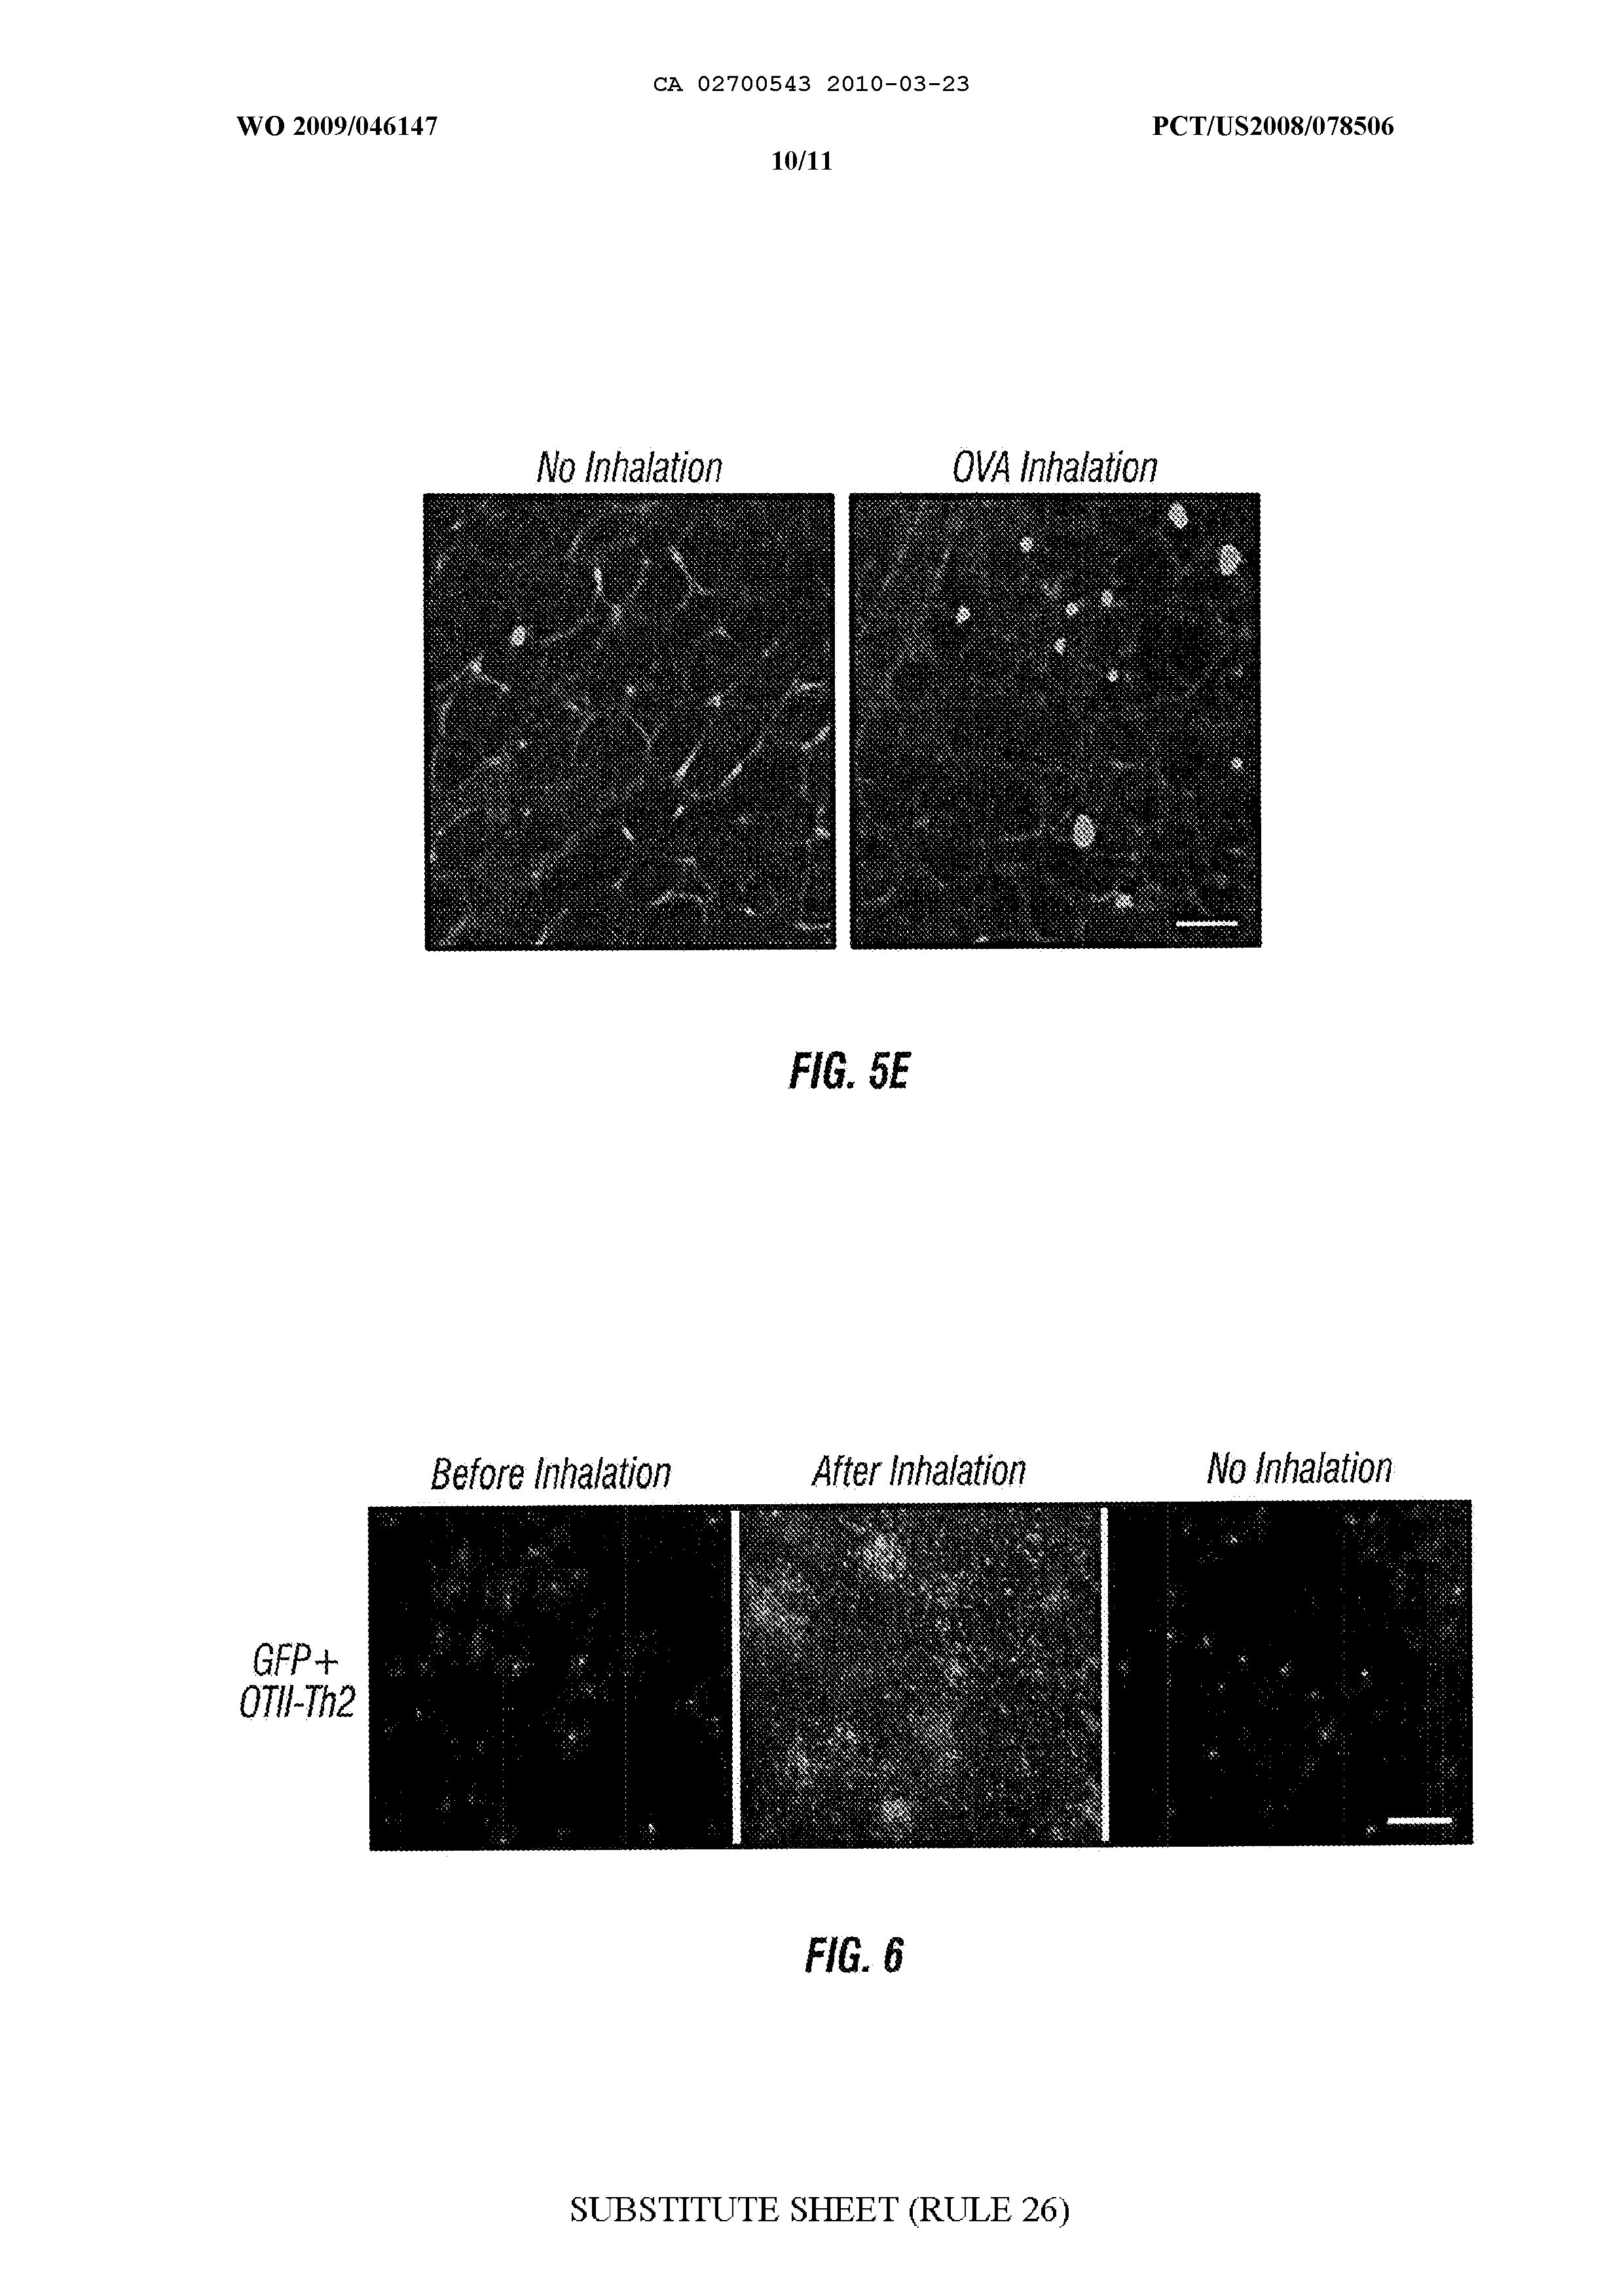 CA 02700543 2010-03-23
WO 2009/046147
PCT/US2008/078506
10/11
No Inhalation
OVA Inhalation
FIG. 5E
Before Inhalation
After Inhalation
No Inhalation
GFP+
OTII-Th2
FIG. 6
SUBSTITUTE SHEET (RULE 26)